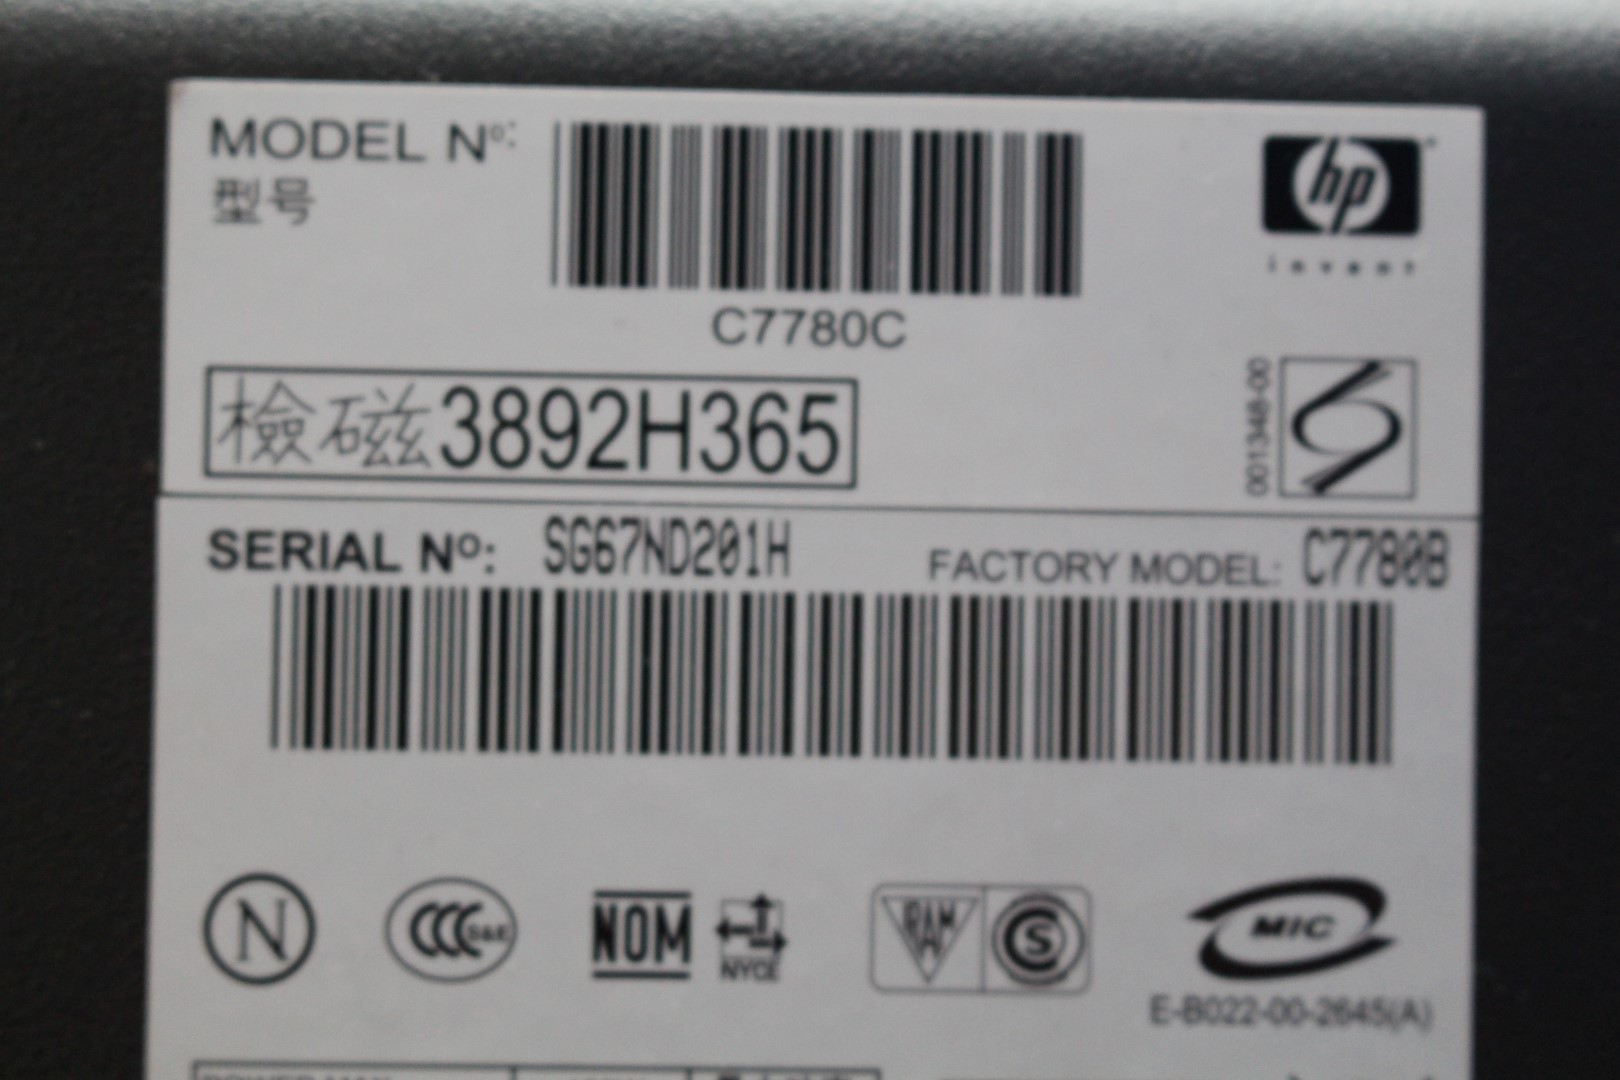 MODEL Nº:
型号
hp
invent
C7780C
檢磁3892H365
001348-00
SERIAL Nº: SG67ND201H
FACTORY MODEL: C7780B
N
CCC S&E
NOM
NYCE
RAM
S
MIC
E-B022-00-2645(A)